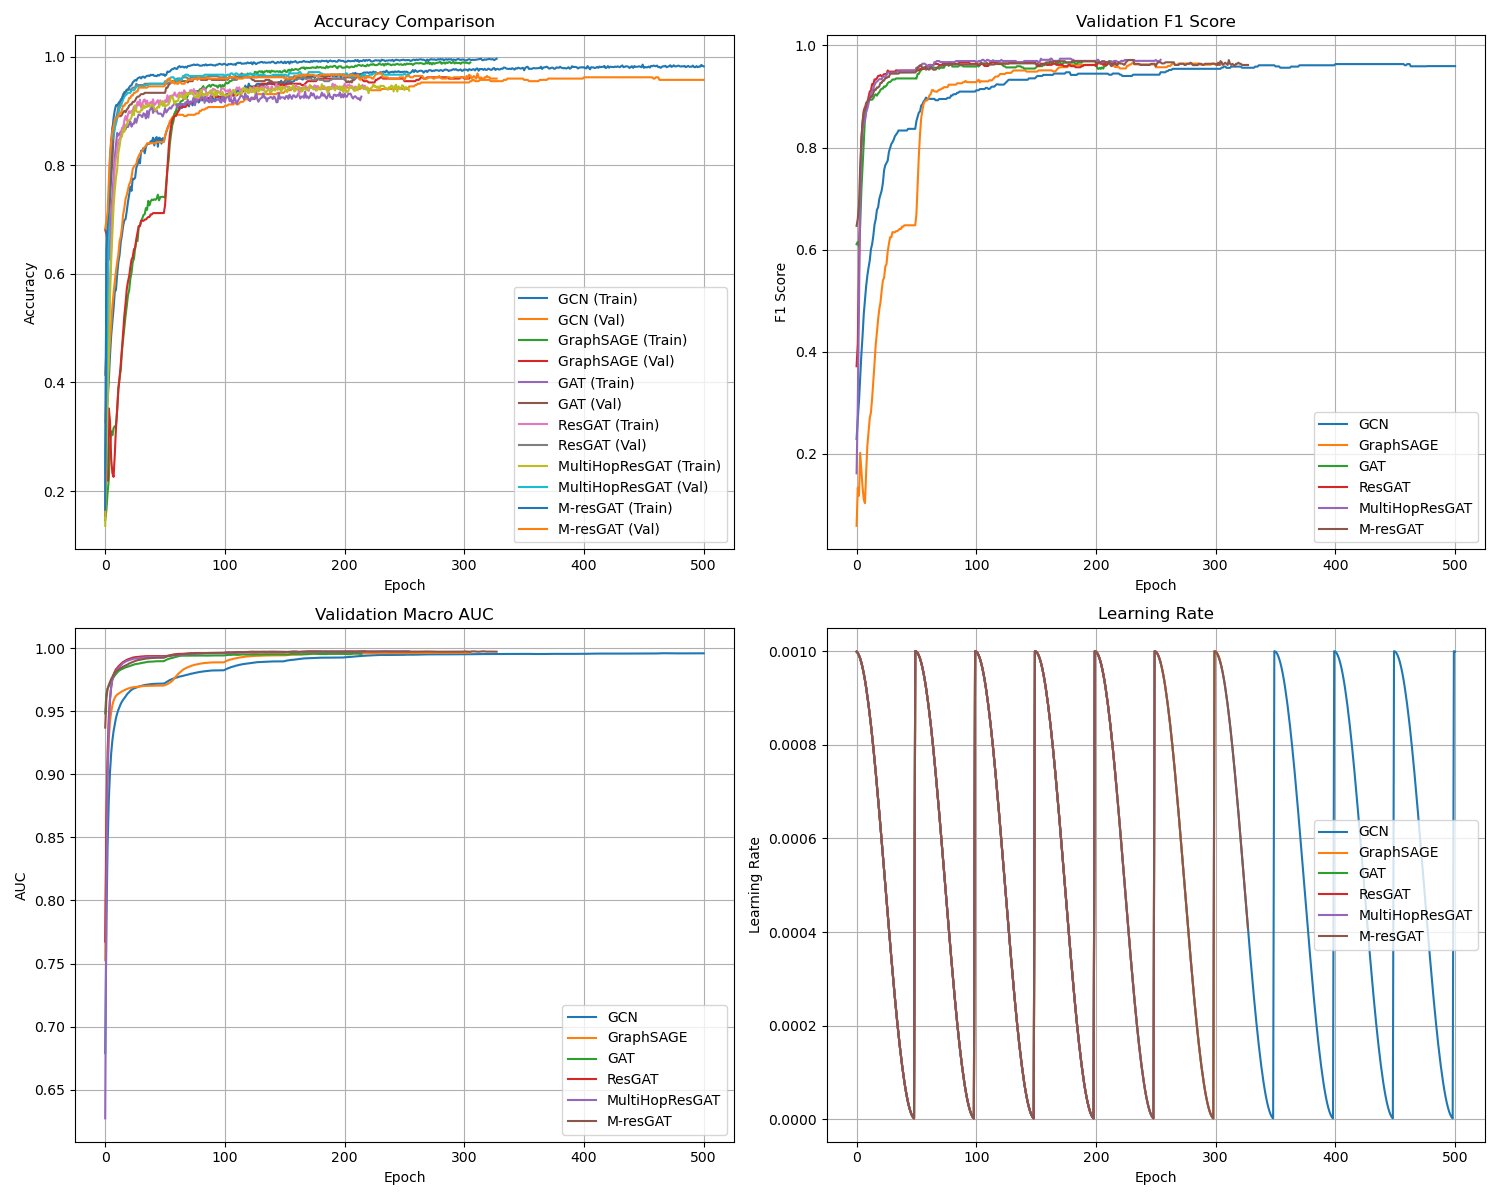 Accuracy Comparison
1.0
0.8
0.6
0.4
0.2
Accuracy
GCN (Train)
GCN (Val)
GraphSAGE (Train)
GraphSAGE (Val)
GAT (Train)
GAT (Val)
ResGAT (Train)
ResGAT (Val)
MultiHopResGAT (Train)
MultiHopResGAT (Val)
M-resGAT (Train)
M-resGAT (Val)
0 100 200 300 400 500
Epoch
Validation F1 Score
1.0
0.8
0.6
0.4
0.2
F1 Score
GCN
GraphSAGE
GAT
ResGAT
MultiHopResGAT
M-resGAT
0 100 200 300 400 500
Epoch
Validation Macro AUC
1.00
0.95
0.90
0.85
0.80
0.75
0.70
0.65
AUC
GCN
GraphSAGE
GAT
ResGAT
MultiHopResGAT
M-resGAT
0 100 200 300 400 500
Epoch
Learning Rate
0.0010
0.0008
0.0006
0.0004
0.0002
0.0000
Learning Rate
GCN
GraphSAGE
GAT
ResGAT
MultiHopResGAT
M-resGAT
0 100 200 300 400 500
Epoch